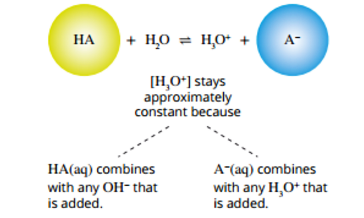 HA + H₂O ⇌ H₃O⁺ + A⁻
[H₃O⁺] stays
approximately
constant because
HA(aq) combines
with any OH⁻ that
is added.
A⁻(aq) combines
with any H₃O⁺ that
is added.